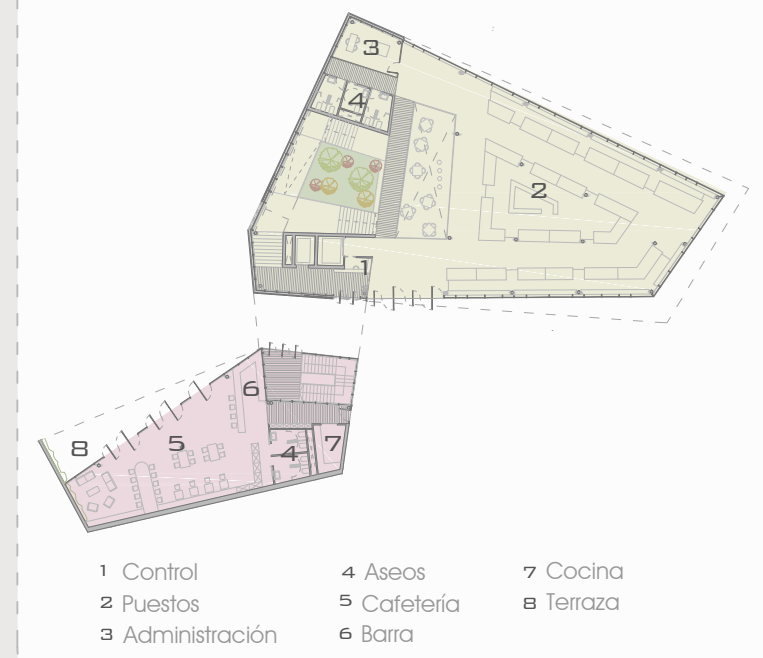 3
4
2
1
6
5
8
4
7
1 Control
2 Puestos
3 Administración
4 Aseos
5 Cafetería
6 Barra
7 Cocina
8 Terraza